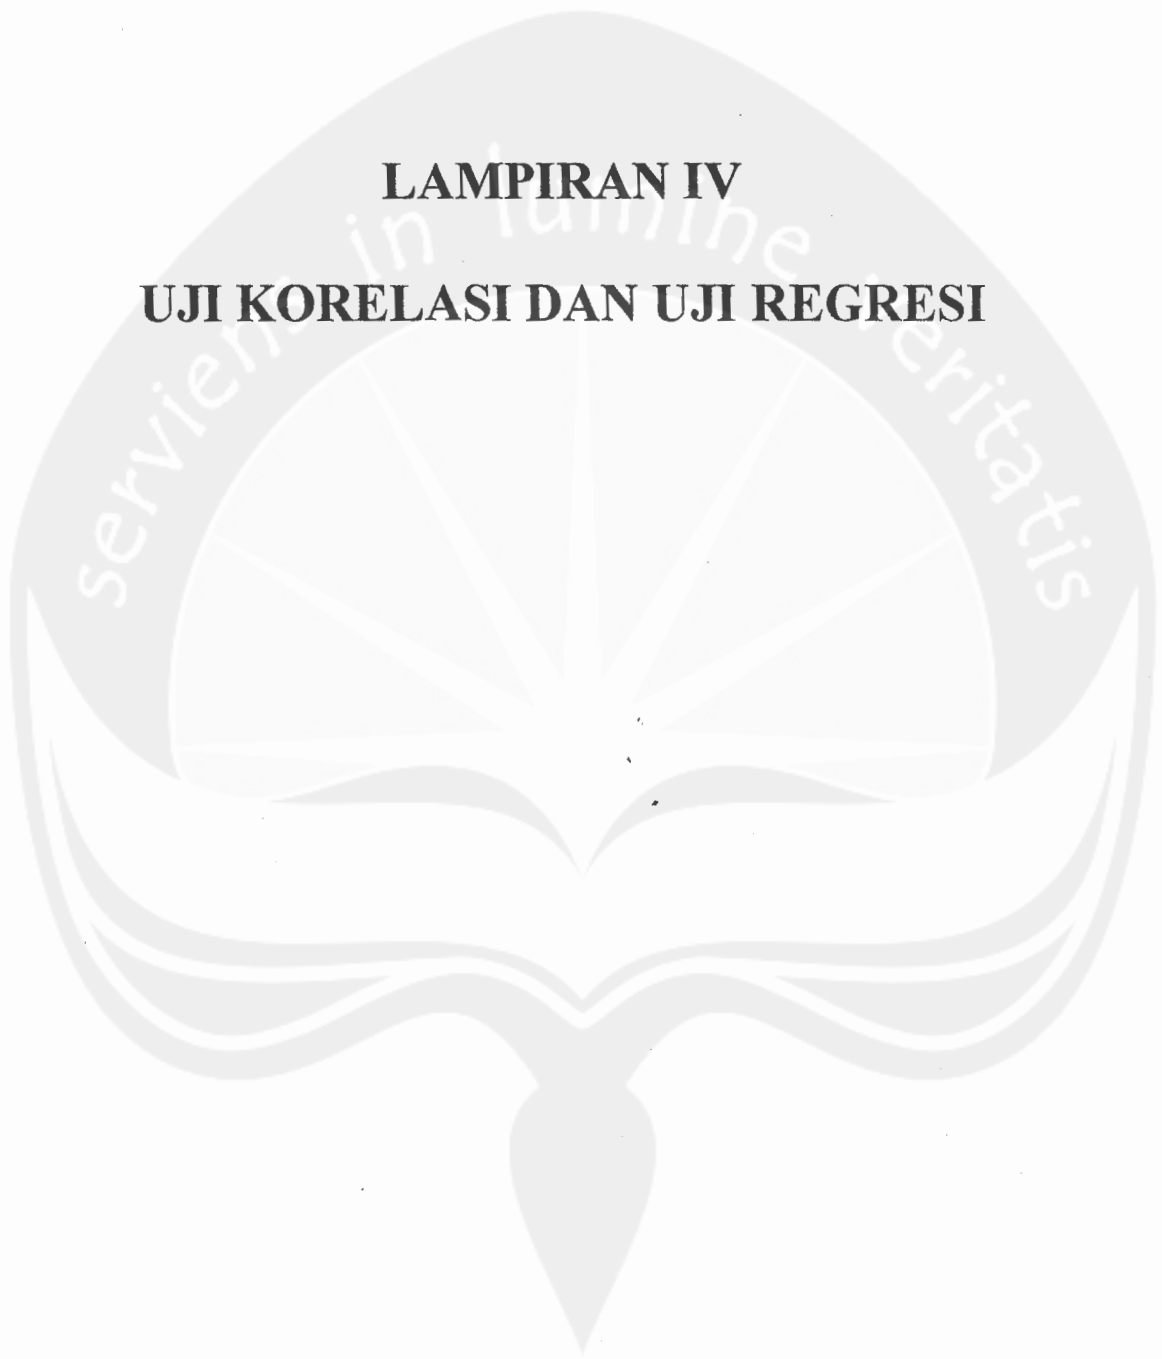 LAMPIRAN IV
UJI KORELASI DAN UJI REGRESI
serviens in lumine veritatis